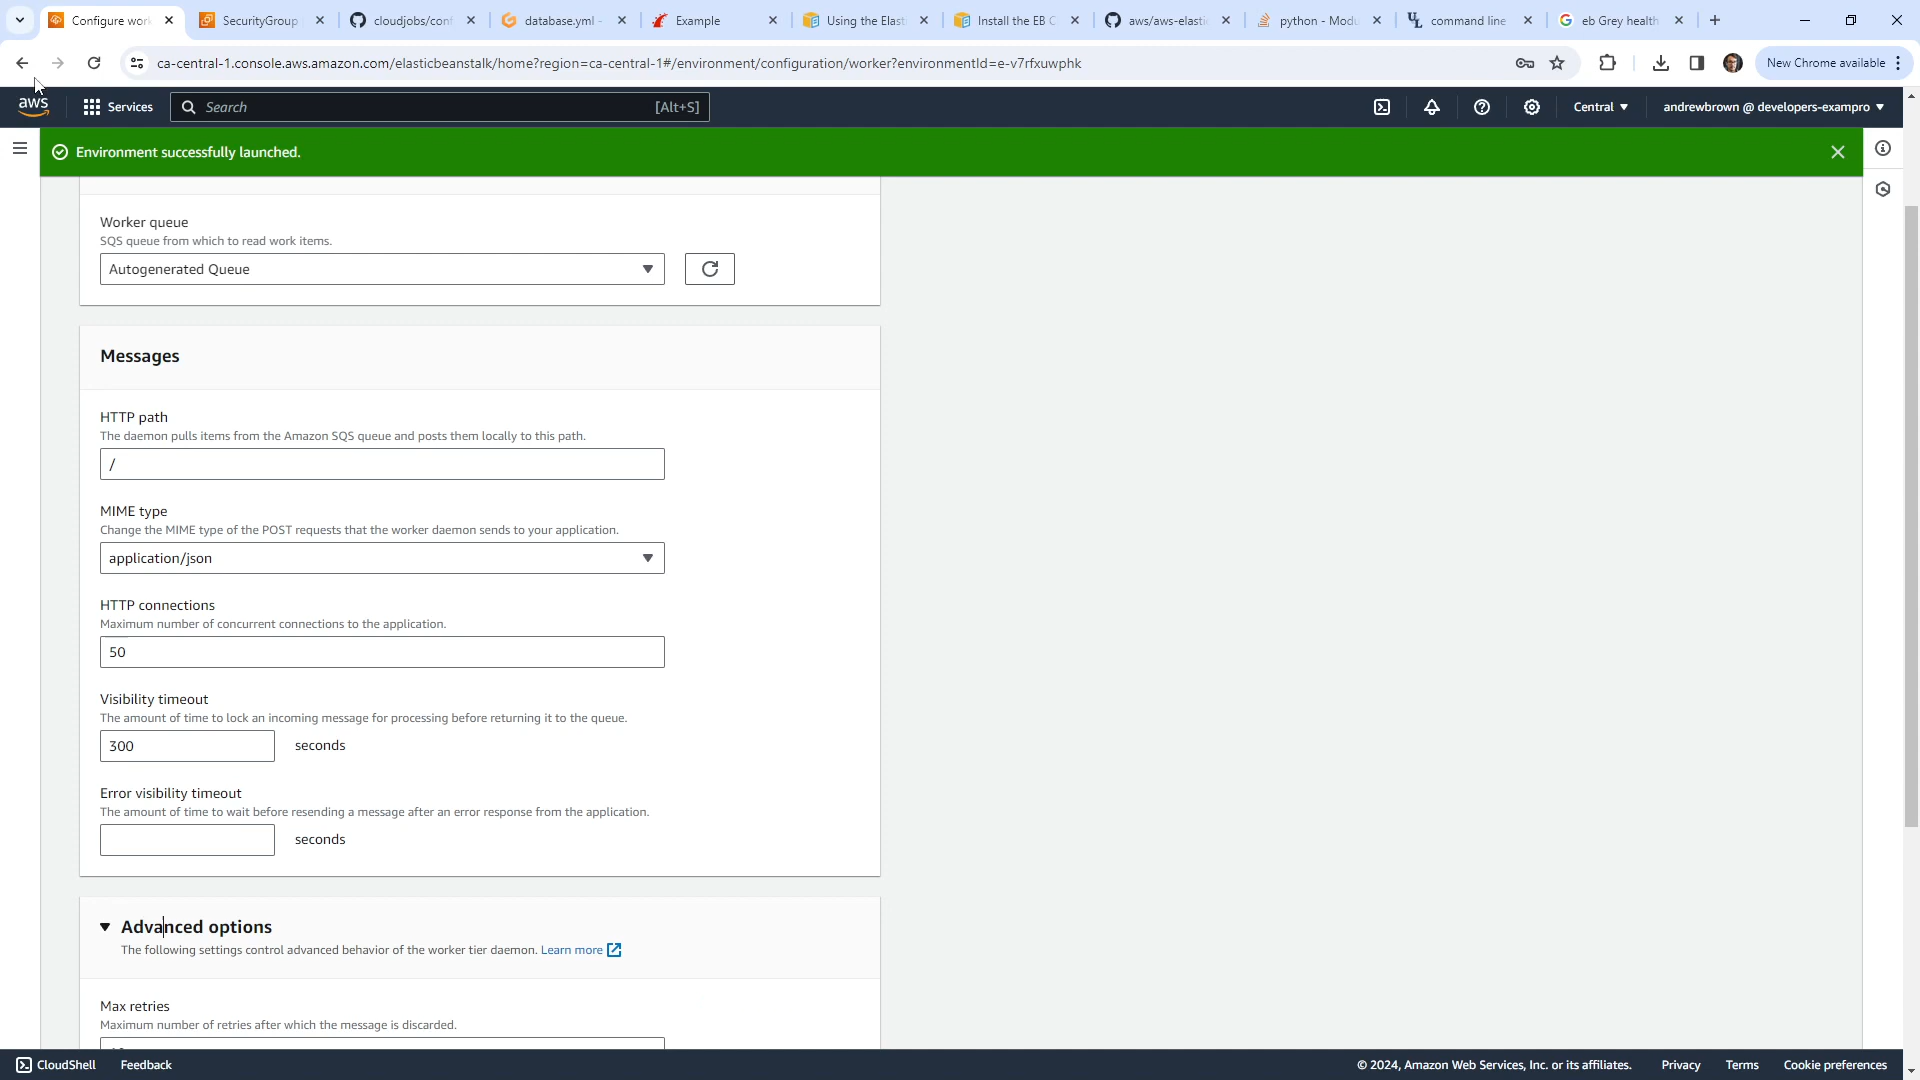 Configure work
SecurityGroup
cloudjobs/conf
database.yml -
Example
Using the Elast
Install the EB C
aws/aws-elasti
python - Modu
command line
eb Grey health
ca-central-1.console.aws.amazon.com/elasticbeanstalk/home?region=ca-central-1#/environment/configuration/worker?environmentId=e-v7rfxuwphk
New Chrome available
aws
Services
Search
[Alt+S]
Central
andrewbrown @ developers-exampro
Environment successfully launched.
Worker queue
SQS queue from which to read work items.
Autogenerated Queue
Messages
HTTP path
The daemon pulls items from the Amazon SQS queue and posts them locally to this path.
/
MIME type
Change the MIME type of the POST requests that the worker daemon sends to your application.
application/json
HTTP connections
Maximum number of concurrent connections to the application.
50
Visibility timeout
The amount of time to lock an incoming message for processing before returning it to the queue.
300 seconds
Error visibility timeout
The amount of time to wait before resending a message after an error response from the application.
seconds
Advanced options
The following settings control advanced behavior of the worker tier daemon. Learn more
Max retries
Maximum number of retries after which the message is discarded.
CloudShell
Feedback
© 2024, Amazon Web Services, Inc. or its affiliates.
Privacy
Terms
Cookie preferences